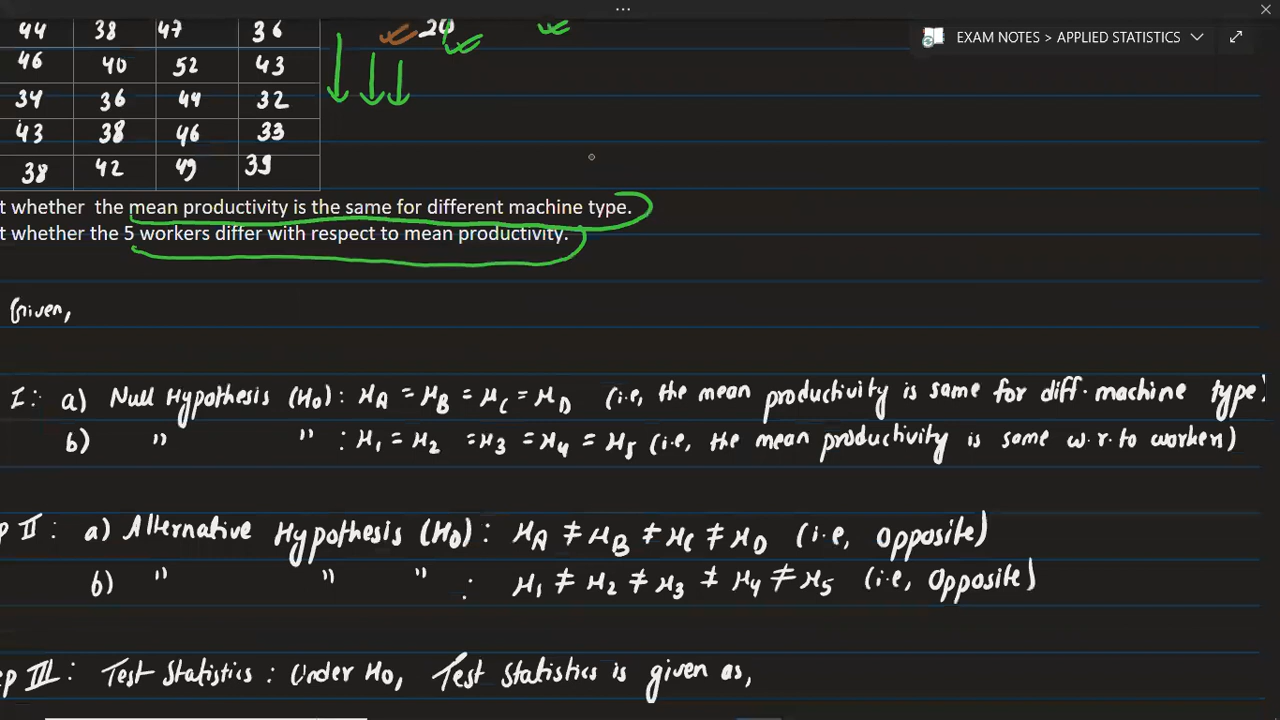 ...
EXAM NOTES > APPLIED STATISTICS
44 38 47 36
20
46 40 52 43
34 36 44 32
43 38 46 33
38 42 49 39
t whether the mean productivity is the same for different machine type.
t whether the 5 workers differ with respect to mean productivity.
Given,
I: a) Null Hypothesis (H0): μA = μB = μC = μD (i.e, the mean productivity is same for diff. machine type)
b) " " : μ1 = μ2 = μ3 = μ4 = μ5 (i.e, the mean productivity is same w.r.to worker)
p II: a) Alternative Hypothesis (H0): μA ≠ μB ≠ μC ≠ μD (i.e, opposite)
b) " " " : μ1 ≠ μ2 ≠ μ3 ≠ μ4 ≠ μ5 (i.e, opposite)
ep III: Test Statistics: Under H0, Test Statistics is given as,